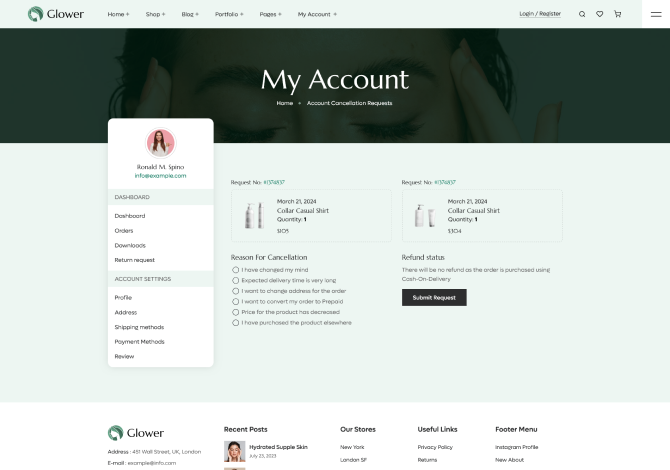 Glower
Home + Shop + Blog + Portfolio + Pages + My Account + Login / Register
My Account
Home Account Cancellation Requests
Ronald M. Spino
info@example.com
DASHBOARD
Dashboard
Orders
Downloads
Return request
ACCOUNT SETTINGS
Profile
Address
Shipping methods
Payment Methods
Review
Request No: #1374837
March 21, 2024
Collar Casual Shirt
Quantity: 1
$105
Request No: #1374837
March 21, 2024
Collar Casual Shirt
Quantity: 1
$304
Reason For Cancellation
I have changed my mind
Expected delivery time is very long
I want to change address for the order
I want to convert my order to Prepaid
Price for the product has decreased
I have purchased the product elsewhere
Refund status
There will be no refund as the order is purchased using
Cash-On-Delivery
Submit Request
Glower
Address : 451 Wall Street, UK, London
E-mail : example@info.com
Recent Posts
Hydrated Supple Skin
July 23, 2023
Our Stores
New York
London SF
Useful Links
Privacy Policy
Returns
Footer Menu
Instagram Profile
New About